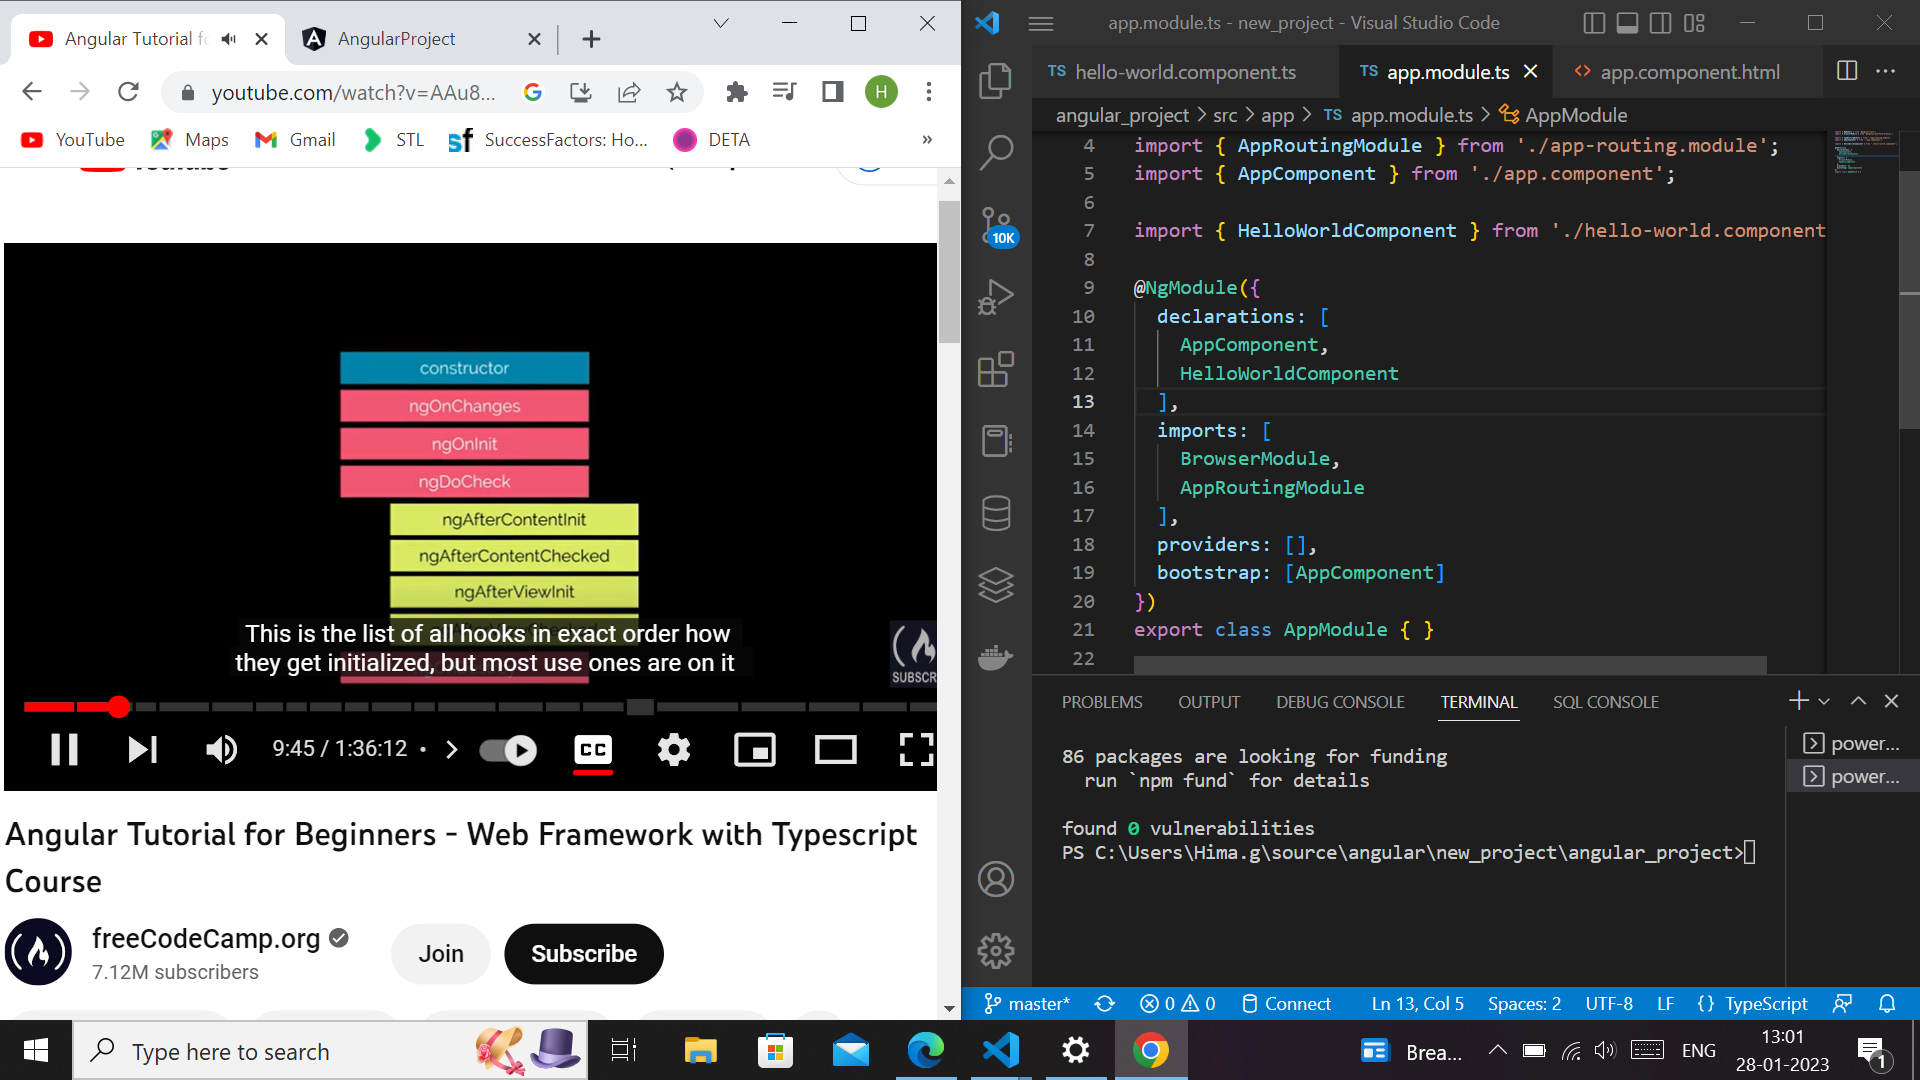 Angular Tutorial fo
AngularProject
youtube.com/watch?v=AAu8...
H
YouTube
Maps
Gmail
STL
SuccessFactors: Ho...
DETA
»
constructor
ngOnChanges
ngOnInit
ngDoCheck
ngAfterContentInit
ngAfterContentChecked
ngAfterViewInit
This is the list of all hooks in exact order how
they get initialized, but most use ones are on it
SUBSCR
9:45 / 1:36:12 •
CC
Angular Tutorial for Beginners - Web Framework with Typescript
Course
freeCodeCamp.org
7.12M subscribers
Join
Subscribe
app.module.ts - new_project - Visual Studio Code
TS hello-world.component.ts
TS app.module.ts
<> app.component.html
angular_project > src > app > TS app.module.ts > AppModule
10K
4 import { AppRoutingModule } from './app-routing.module';
5 import { AppComponent } from './app.component';
6
7 import { HelloWorldComponent } from './hello-world.component
8
9 @NgModule({
10 declarations: [
11 AppComponent,
12 HelloWorldComponent
13 ],
14 imports: [
15 BrowserModule,
16 AppRoutingModule
17 ],
18 providers: [],
19 bootstrap: [AppComponent]
20 })
21 export class AppModule { }
22
PROBLEMS OUTPUT DEBUG CONSOLE TERMINAL SQL CONSOLE
86 packages are looking for funding
run `npm fund` for details
found 0 vulnerabilities
PS C:\Users\Hima.g\source\angular\new_project\angular_project>
power...
power...
master* 0 0 Connect Ln 13, Col 5 Spaces: 2 UTF-8 LF {} TypeScript
Type here to search
Brea...
ENG
13:01
28-01-2023
1